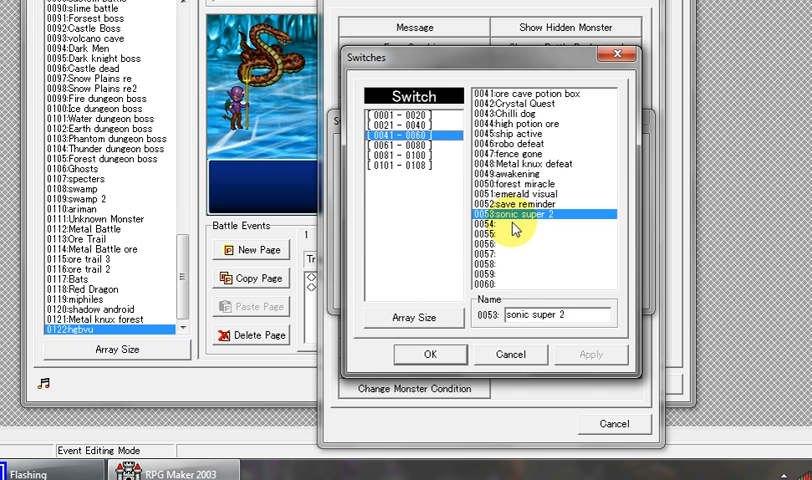 0090:slime battle
0091:Forsest boss
0092:Castle Boss
0093:volcano cave
0094:Dark Men
0095:Dark knight boss
0096:Castle dead
0097:Snow Plains re
0098:Snow Plains re2
0099:Fire dungeon boss
0100:Ice dungeon boss
0101:Water dungeon boss
0102:Earth dungeon boss
0103:Phantom dungeon boss
0104:Thunder dungeon boss
0105:Forest dungeon boss
0106:Ghosts
0107:specters
0108:swamp
0109:swamp 2
0110:ariman
0111:Unknown Monster
0112:Metal Battle
0113:Ore Trail
0114:Metal Battle ore
0115:ore trail 3
0116:ore trail 2
0117:Bats
0118:Red Dragon
0119:miphiles
0120:shadow android
0121:Metal knux forest
0122:hgbvu
Array Size
Battle Events
New Page
Copy Page
Paste Page
Delete Page
1
Message
Show Hidden Monster
Switches
Switch
[ 0001 - 0020 ]
[ 0021 - 0040 ]
[ 0041 - 0060 ]
[ 0061 - 0080 ]
[ 0081 - 0100 ]
[ 0101 - 0108 ]
Array Size
0041:ore cave potion box
0042:Crystal Quest
0043:Chilli dog
0044:high potion ore
0045:ship active
0046:robo defeat
0047:fence gone
0048:Metal knux defeat
0049:awakening
0050:forest miracle
0051:emerald visual
0052:save reminder
0053:sonic super 2
0054:
0055:
0056:
0057:
0058:
0059:
0060:
Name
0053: sonic super 2
OK
Cancel
Apply
Change Monster Condition
Cancel
Event Editing Mode
Flashing
RPG Maker 2003